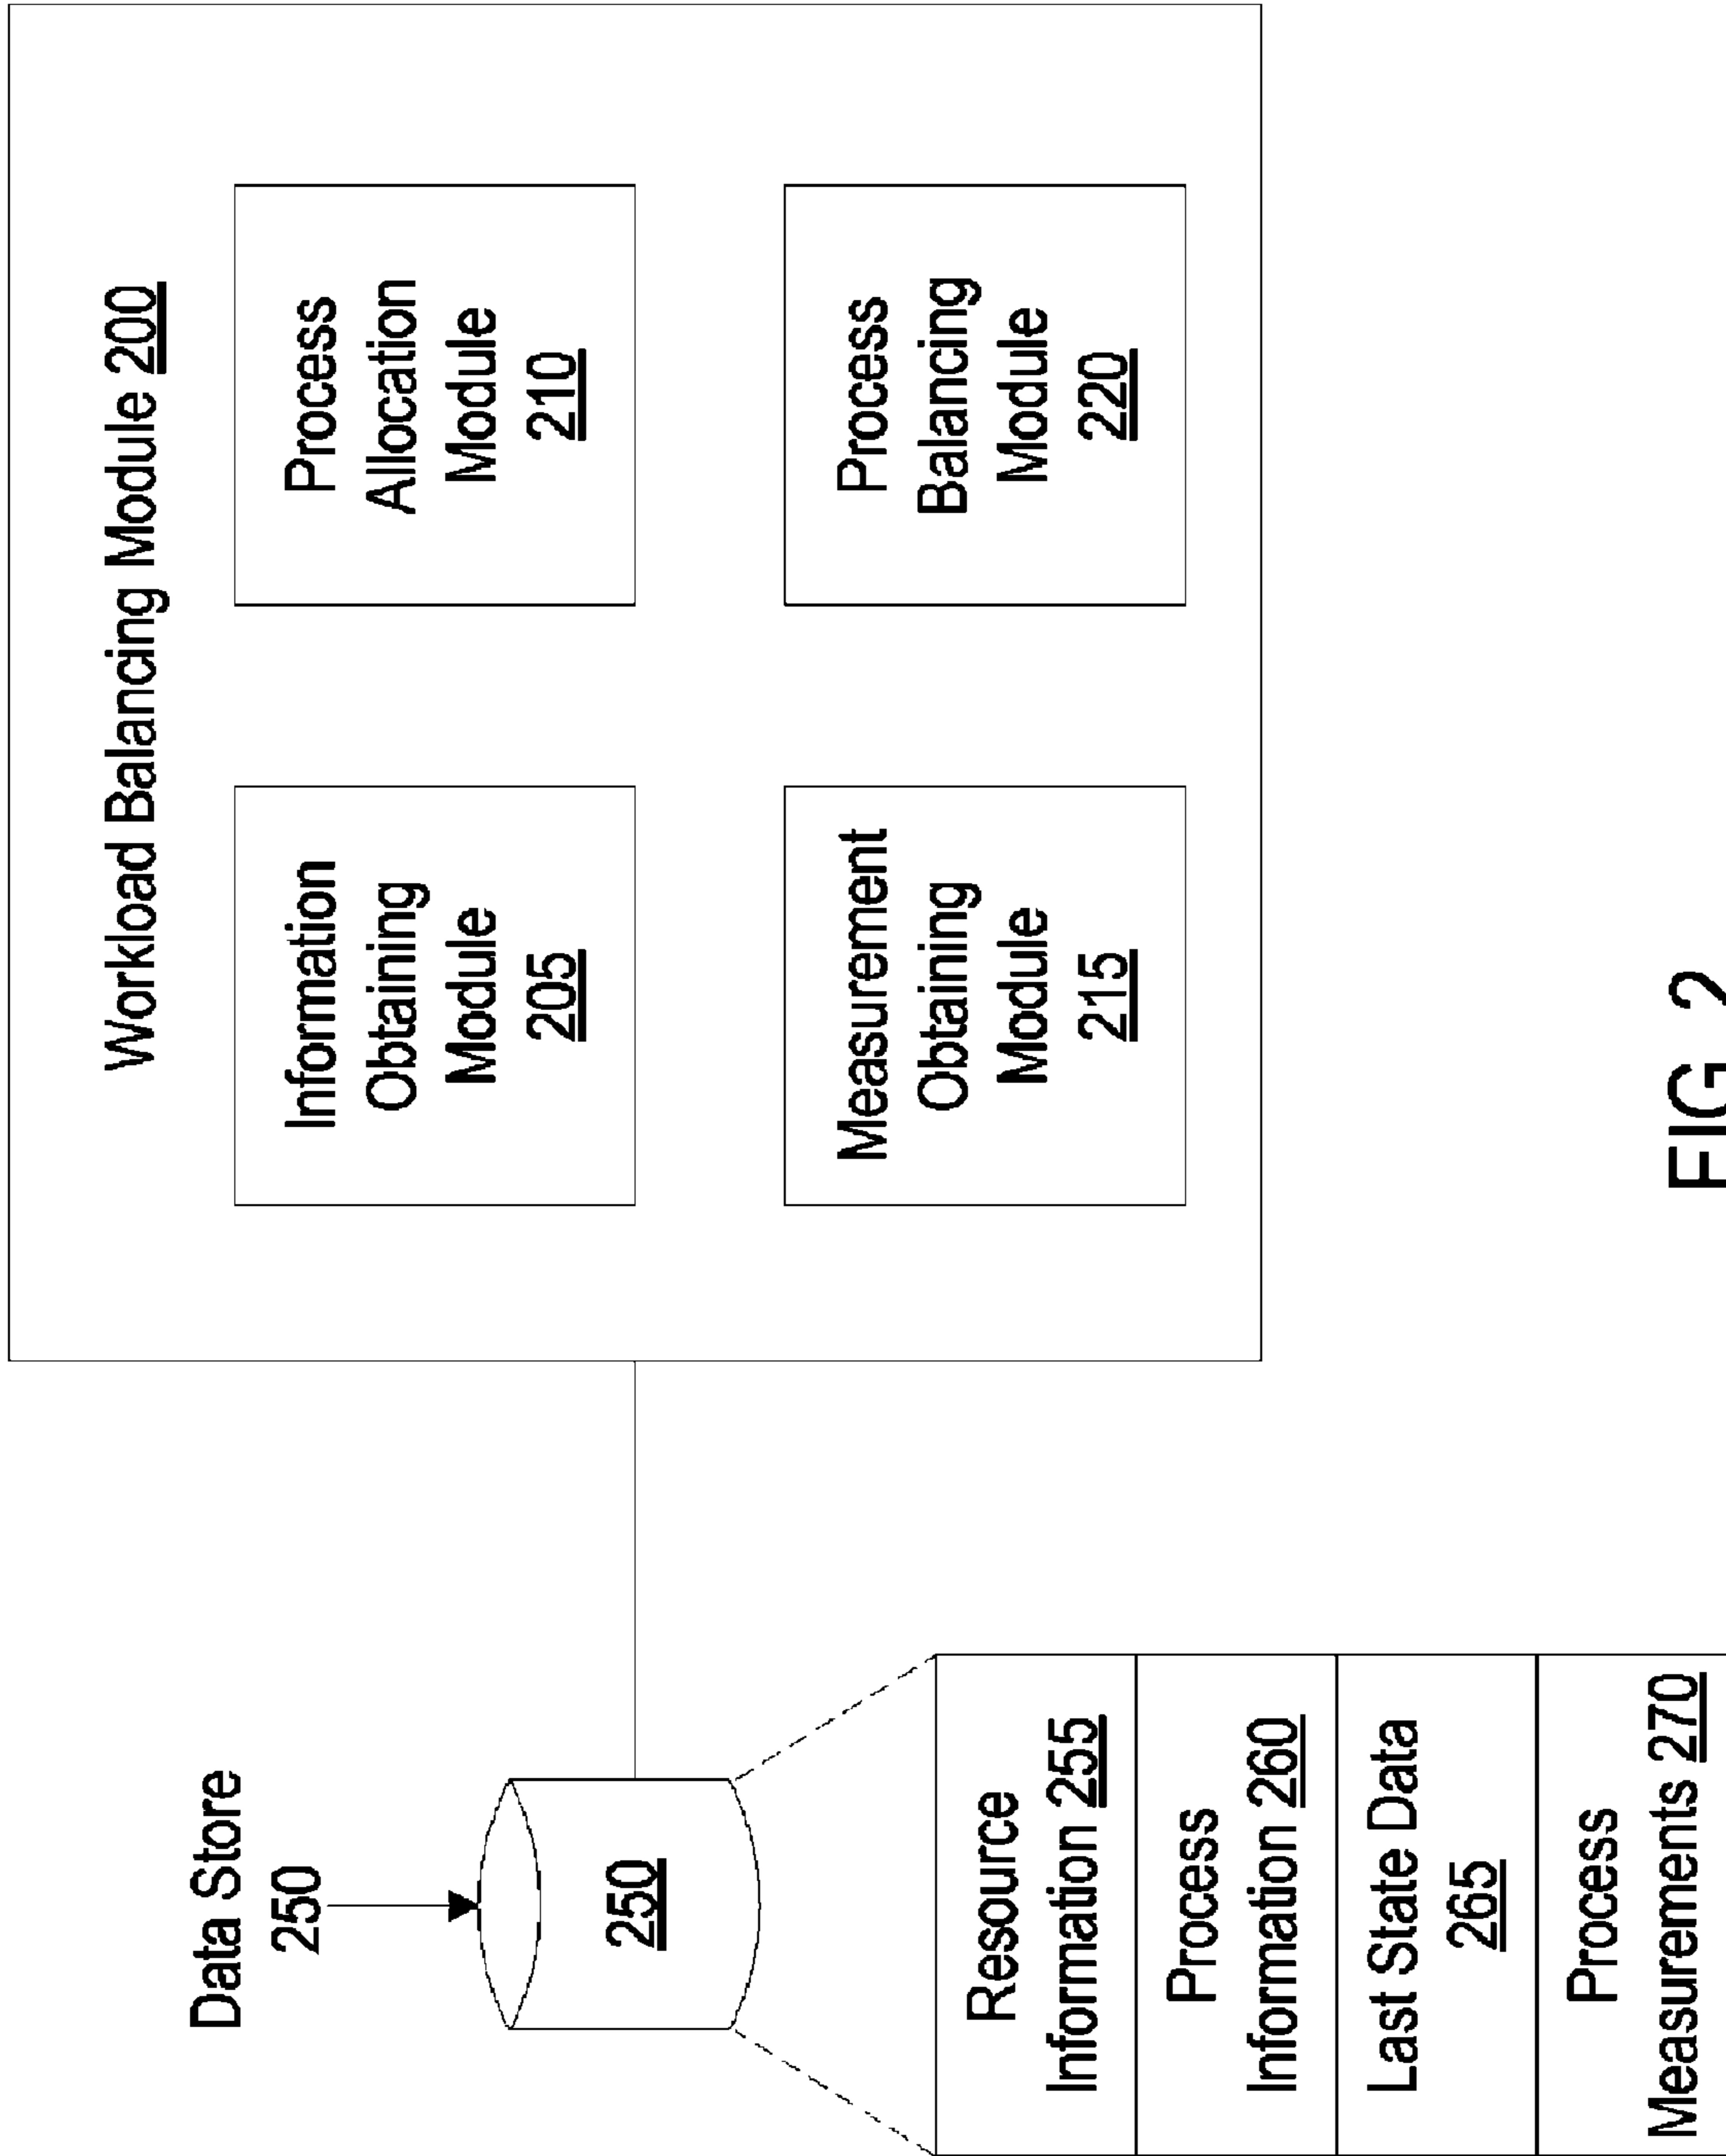 Workload Balancing Module 200
Information
Obtaining
Module
205
Process
Allocation
Module
210
Measurement
Obtaining
Module
215
Process
Balancing
Module
220
Data Store
250
250
Resource
Information 255
Process
Information 260
Last State Data
265
Process
Measurements 270
FIG. 2